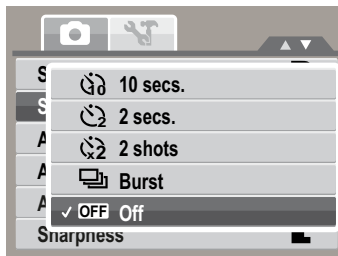 S
S
10 secs.
2 secs.
A
2 shots
A
Burst
A
OFF Off
Sharpness